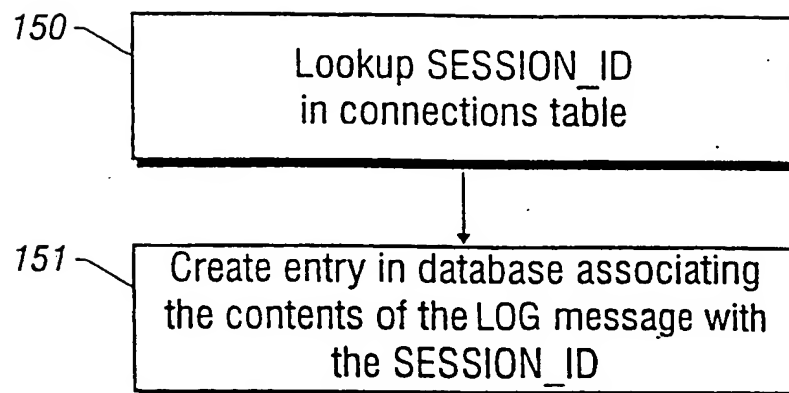 150
Lookup SESSION_ID
in connections table
151
Create entry in database associating
the contents of the LOG message with
the SESSION_ID